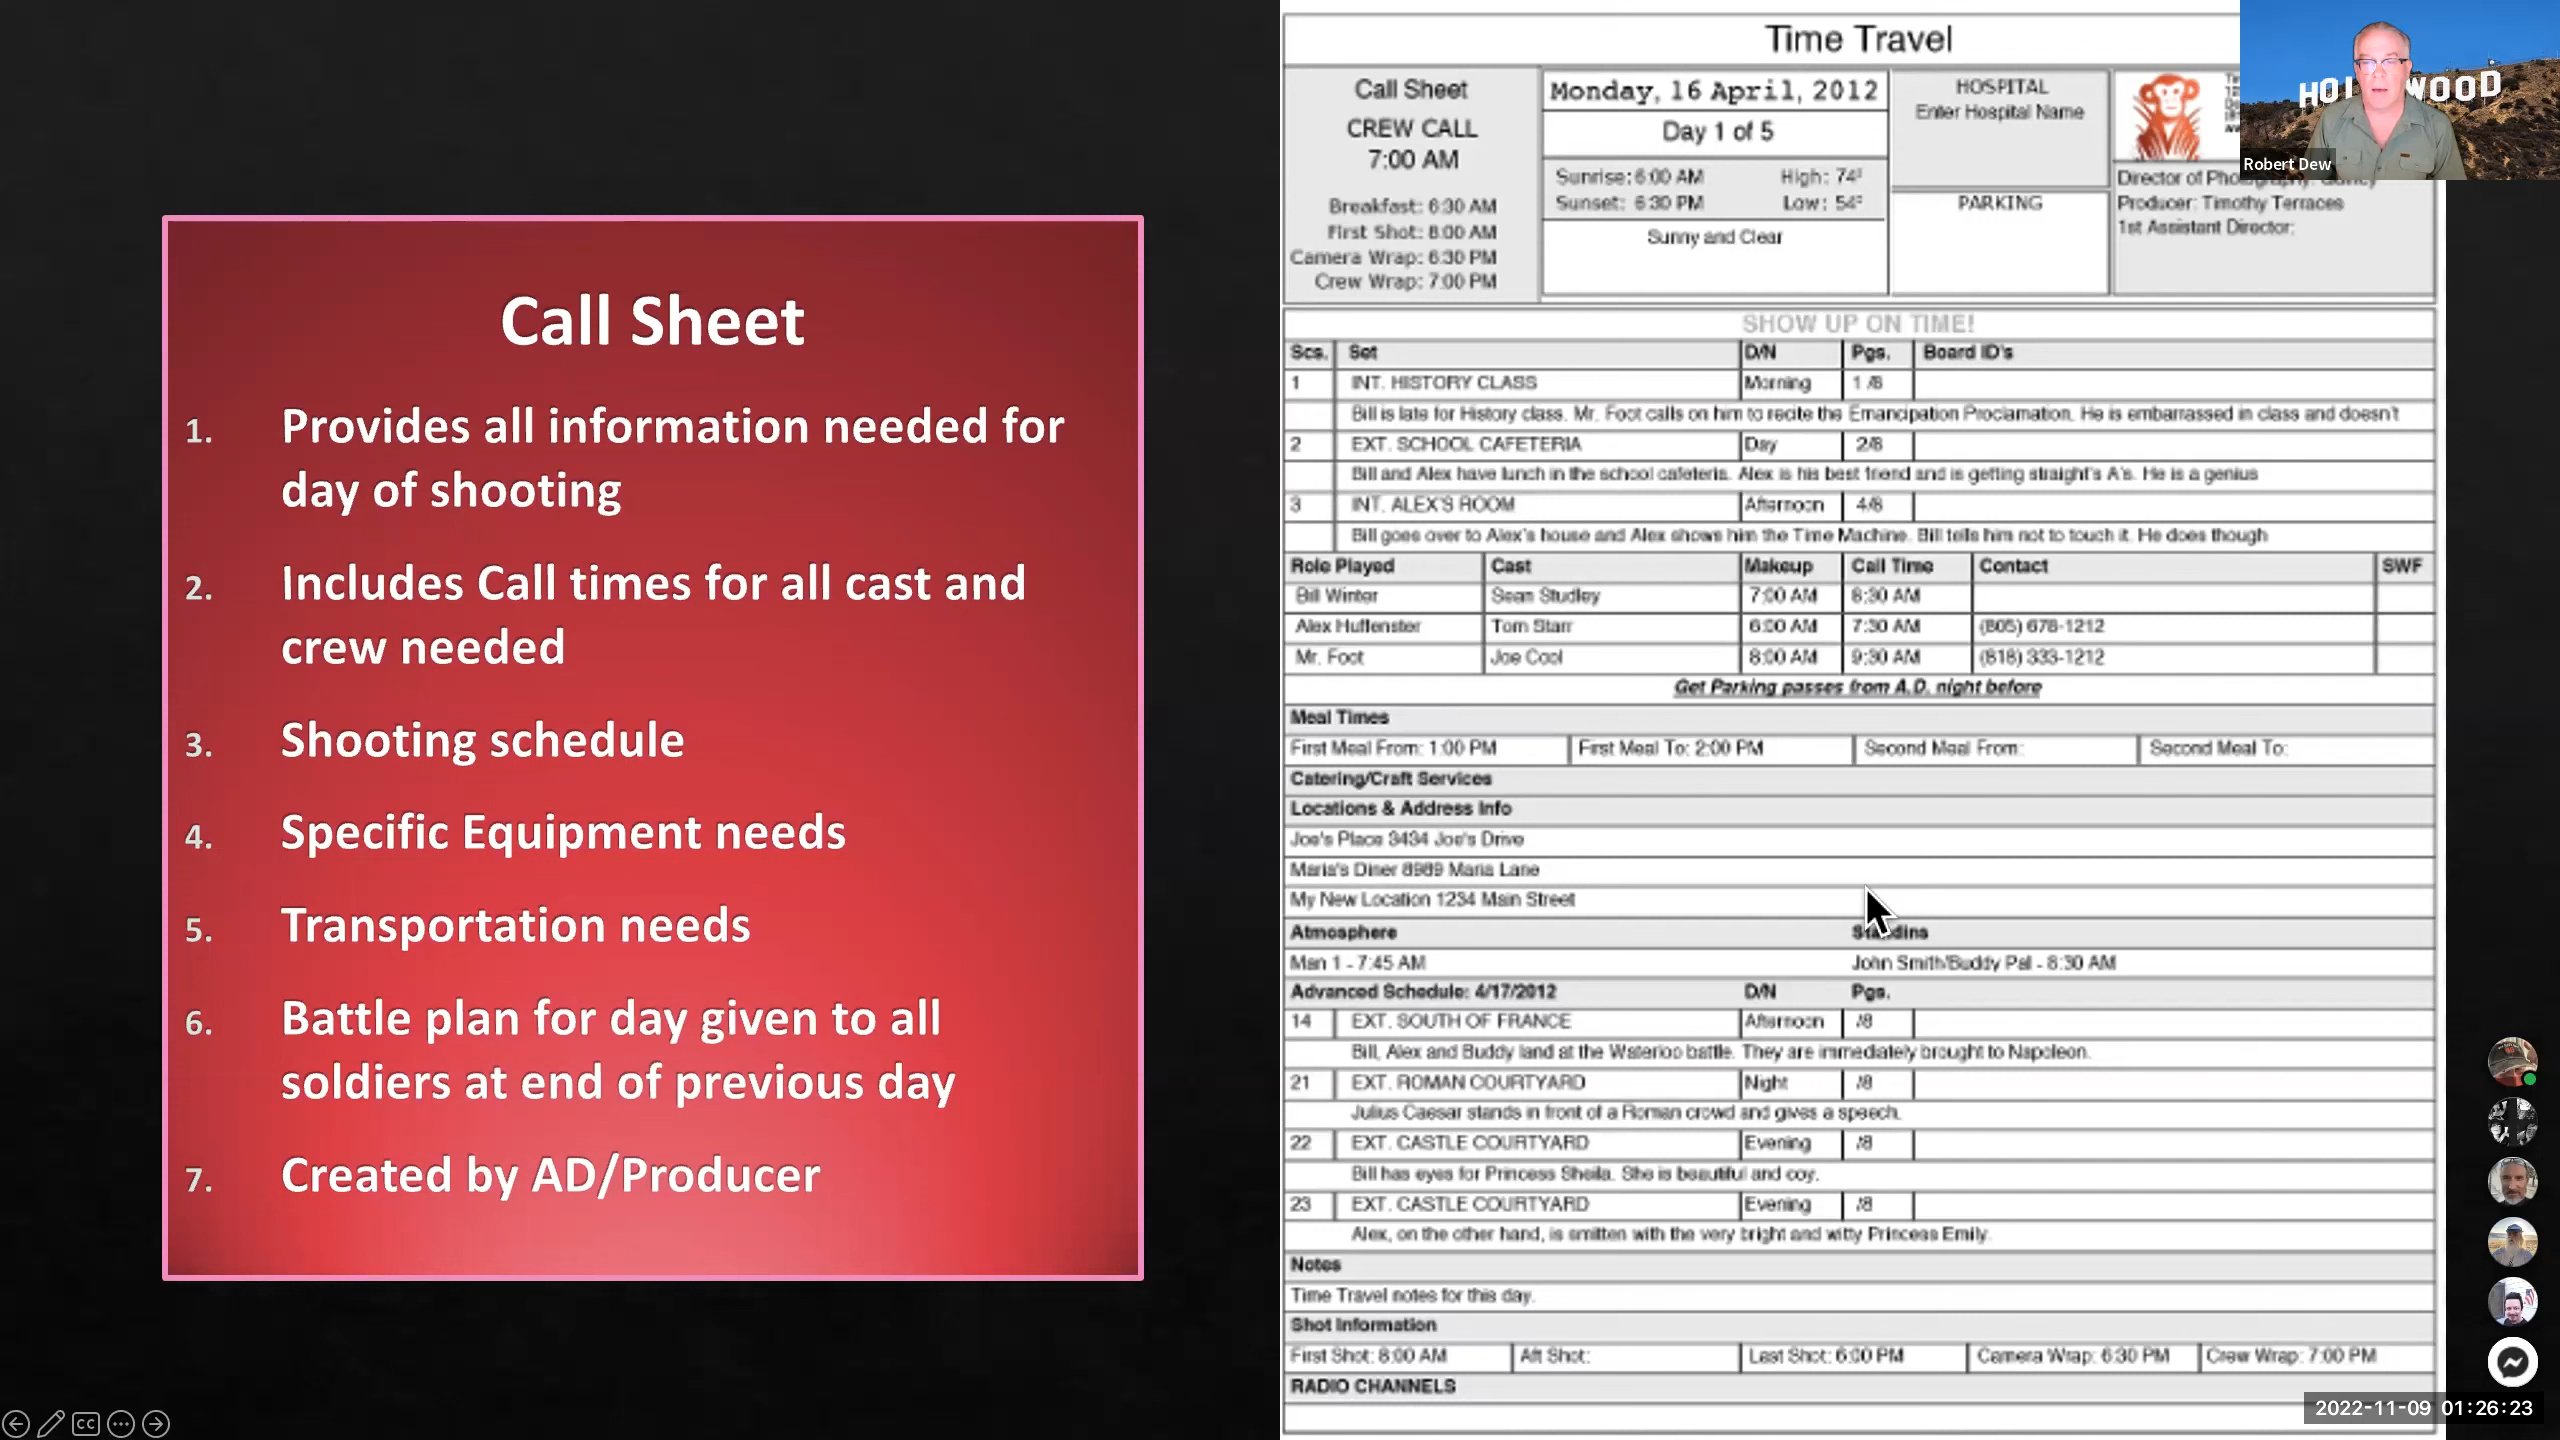 Call Sheet
1. Provides all information needed for
day of shooting
2. Includes Call times for all cast and
crew needed
3. Shooting schedule
4. Specific Equipment needs
5. Transportation needs
6. Battle plan for day given to all
soldiers at end of previous day
7. Created by AD/Producer
Time Travel
Call Sheet
CREW CALL
7:00 AM
Breakfast: 6:30 AM
First Shot: 8:00 AM
Camera Wrap: 6:30 PM
Crew Wrap: 7:00 PM
Monday, 16 April, 2012
Day 1 of 5
Sunrise: 6:00 AM High: 74°
Sunset: 6:30 PM Low: 54°
Sunny and Clear
HOSPITAL
Enter Hospital Name
PARKING
Director of
Producer: Timothy Terraces
1st Assistant Director:
HOLLYWOOD
Robert Dew
SHOW UP ON TIME!
Scs. Set D/N Pgs. Board ID's
1 INT. HISTORY CLASS Morning 1 /8
Bill is late for History class. Mr. Foot calls on him to recite the Emancipation Proclamation. He is embarrassed in class and doesn't
2 EXT. SCHOOL CAFETERIA Day 2/8
Bill and Alex have lunch in the school cafeteria. Alex is his best friend and is getting straight's A's. He is a genius
3 INT. ALEX'S ROOM Afternoon 4/8
Bill goes over to Alex's house and Alex shows him the Time Machine. Bill tells him not to touch it. He does though
Role Played Cast Makeup Call Time Contact SWF
Bill Winter Sean Studley 7:00 AM 8:30 AM
Alex Huffenster Tom Starr 6:00 AM 7:30 AM (805) 678-1212
Mr. Foot Joe Cool 8:00 AM 9:30 AM (818) 333-1212
Get Parking passes from A.D. night before
Meal Times
First Meal From: 1:00 PM First Meal To: 2:00 PM Second Meal From: Second Meal To:
Catering/Craft Services
Locations & Address Info
Joe's Place 3434 Joe's Drive
Maria's Diner 8989 Maria Lane
My New Location 1234 Main Street
Atmosphere Standins
Man 1 - 7:45 AM John Smith/Buddy Pal - 8:30 AM
Advanced Schedule: 4/17/2012 D/N Pgs.
14 EXT. SOUTH OF FRANCE Afternoon /8
Bill, Alex and Buddy land at the Waterloo battle. They are immediately brought to Napoleon.
21 EXT. ROMAN COURTYARD Night /8
Julius Caesar stands in front of a Roman crowd and gives a speech.
22 EXT. CASTLE COURTYARD Evening /8
Bill has eyes for Princess Sheila. She is beautiful and coy.
23 EXT. CASTLE COURTYARD Evening /8
Alex, on the other hand, is smitten with the very bright and witty Princess Emily.
Notes
Time Travel notes for this day.
Shot Information
First Shot: 8:00 AM Aft Shot: Last Shot: 6:00 PM Camera Wrap: 6:30 PM Crew Wrap: 7:00 PM
RADIO CHANNELS
CC
2022-11-09 01:26:23